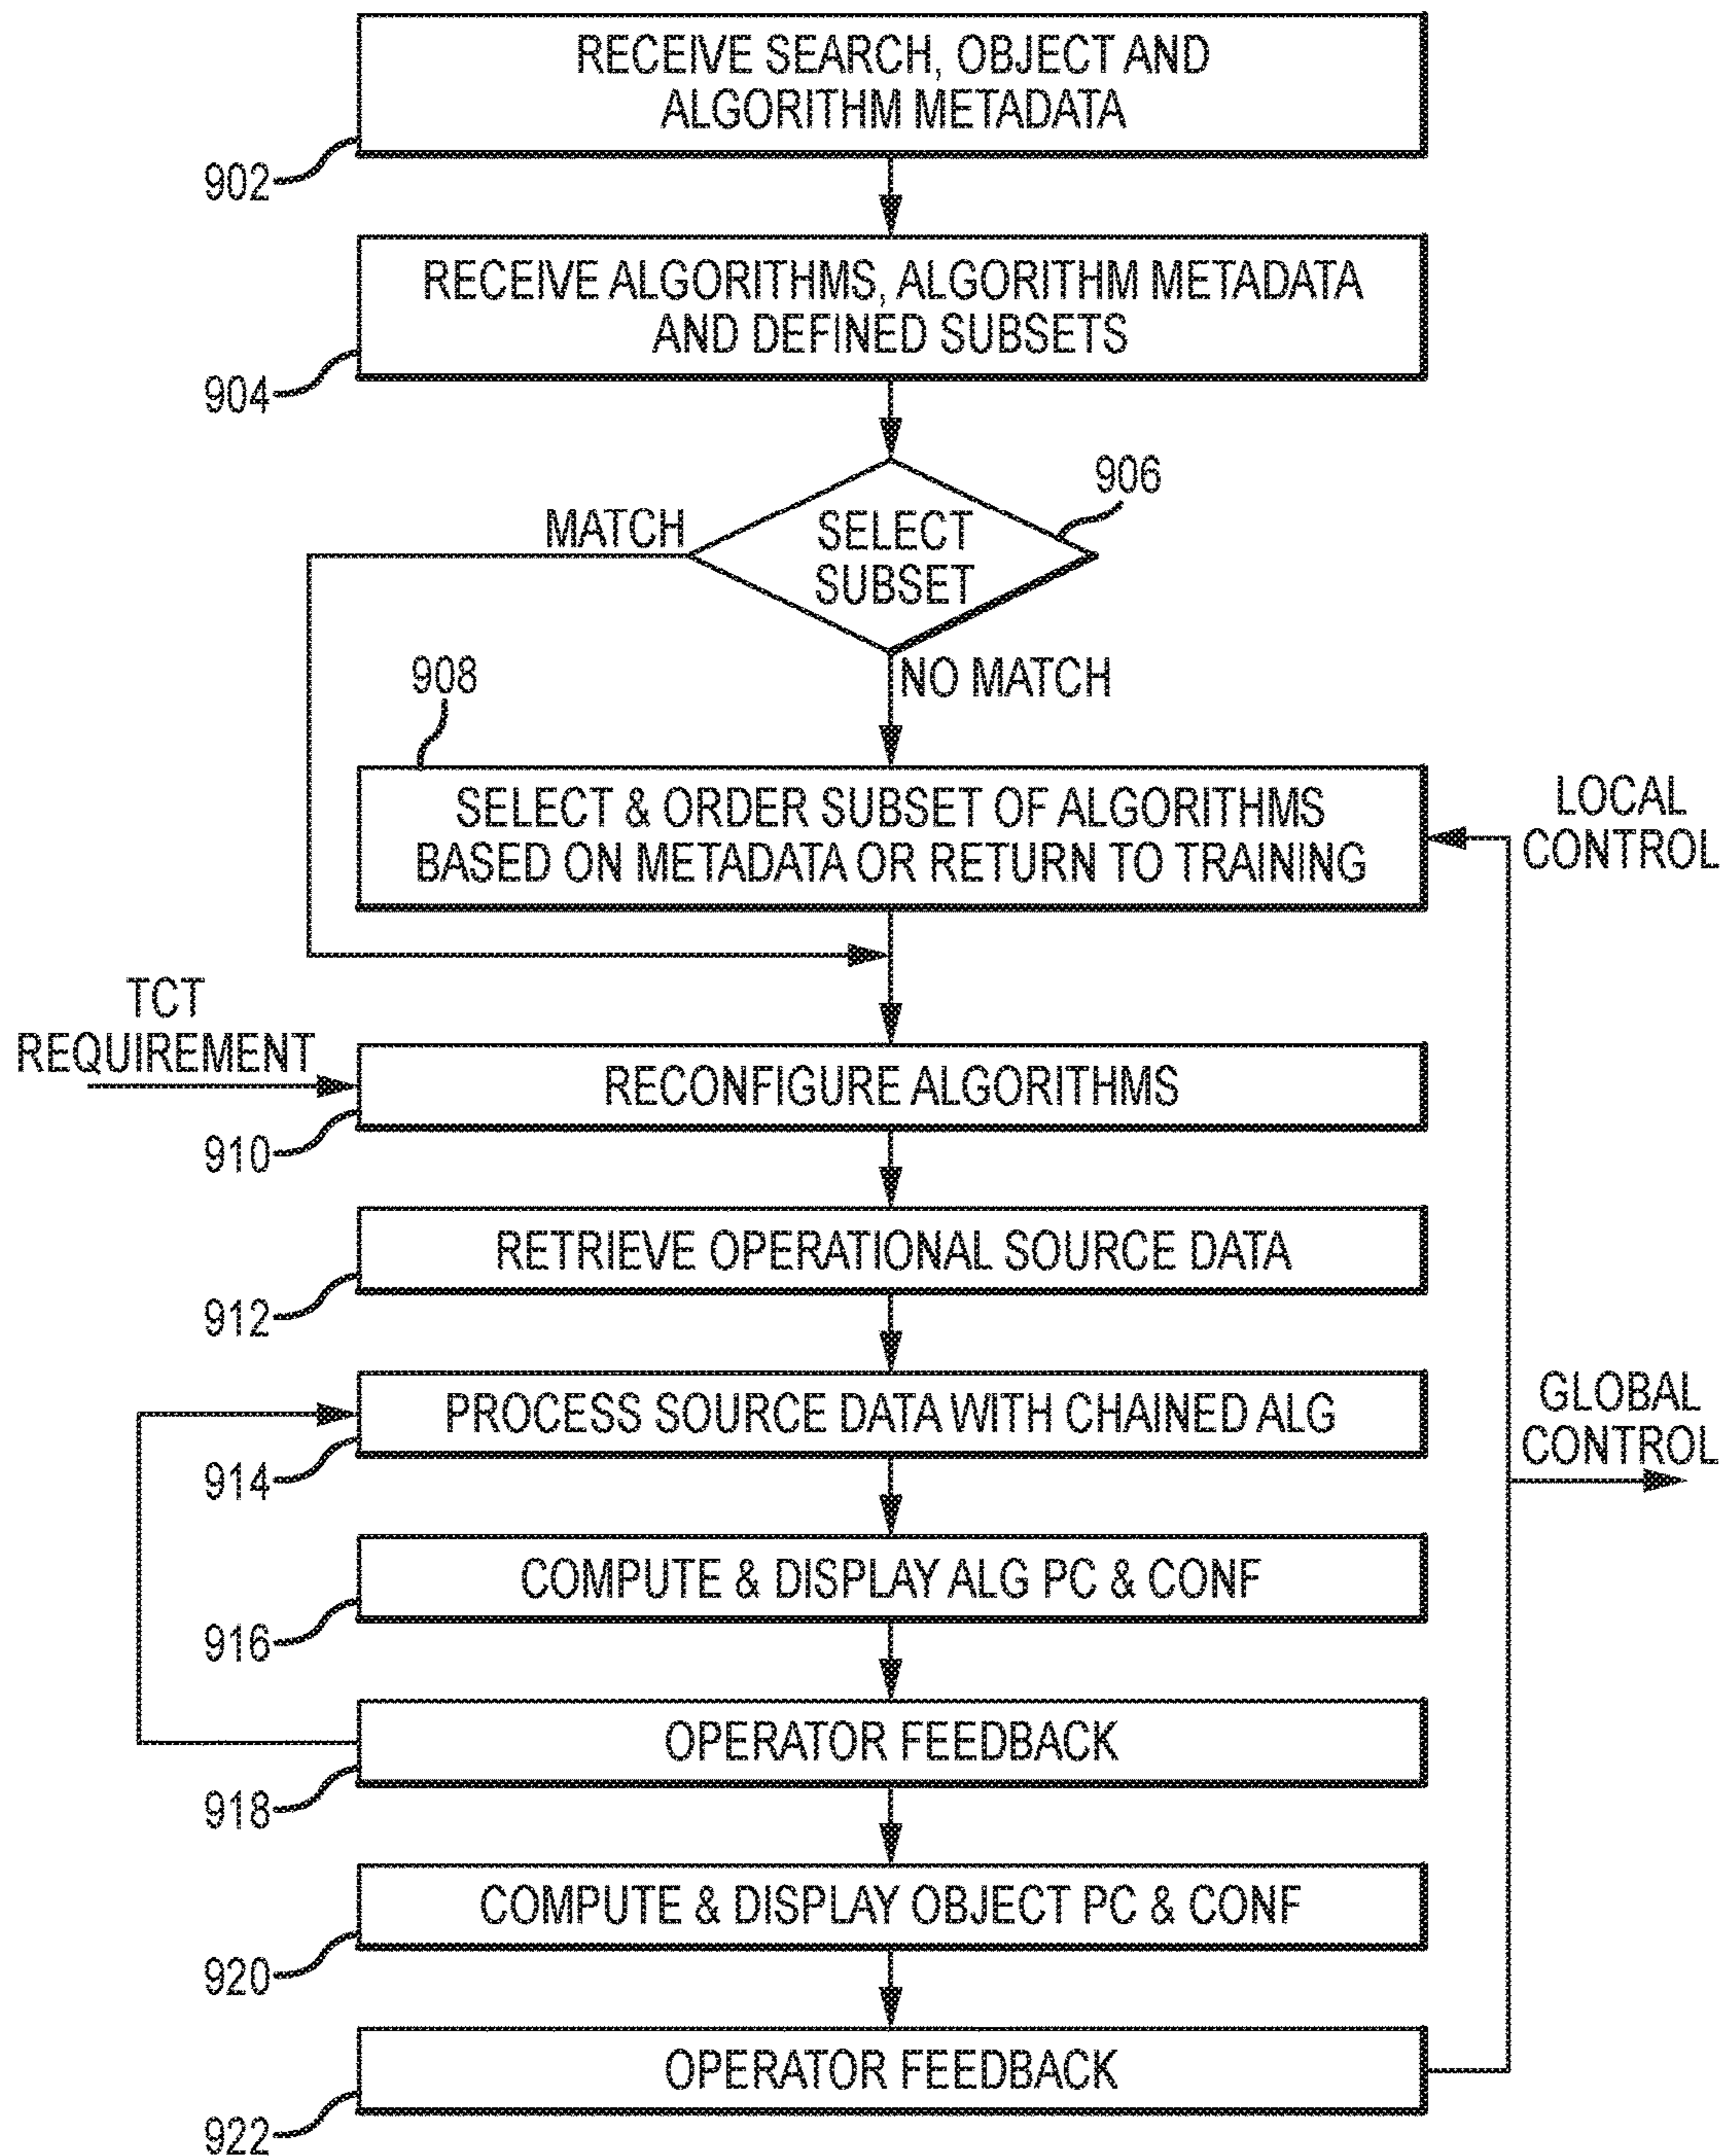 RECEIVE SEARCH, OBJECT AND
ALGORITHM METADATA
902
RECEIVE ALGORITHMS, ALGORITHM METADATA
AND DEFINED SUBSETS
904
906
MATCH
SELECT
SUBSET
NO MATCH
908
SELECT & ORDER SUBSET OF ALGORITHMS
BASED ON METADATA OR RETURN TO TRAINING
LOCAL
CONTROL
TCT
REQUIREMENT
RECONFIGURE ALGORITHMS
910
RETRIEVE OPERATIONAL SOURCE DATA
912
PROCESS SOURCE DATA WITH CHAINED ALG
914
GLOBAL
CONTROL
COMPUTE & DISPLAY ALG PC & CONF
916
OPERATOR FEEDBACK
918
COMPUTE & DISPLAY OBJECT PC & CONF
920
OPERATOR FEEDBACK
922